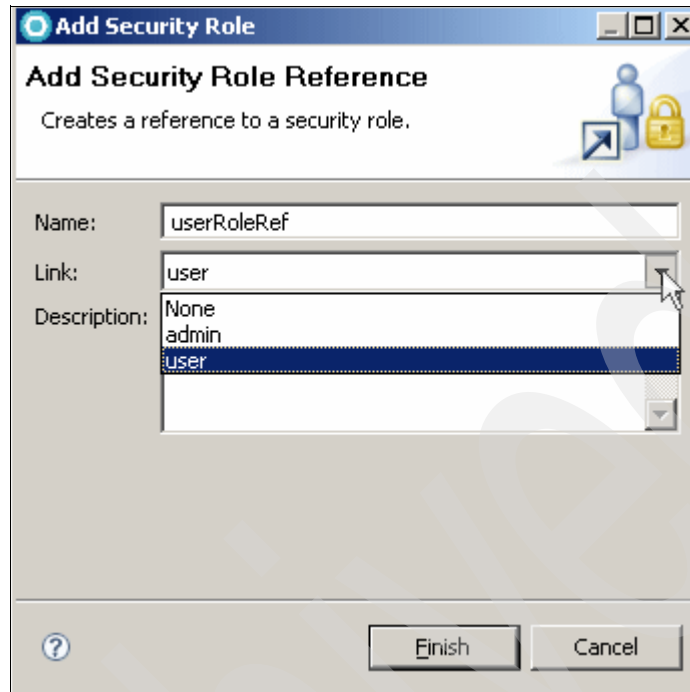 Add Security Role
Add Security Role Reference
Creates a reference to a security role.
Name: userRoleRef
Link: user
Description: None
admin
user
Finish Cancel